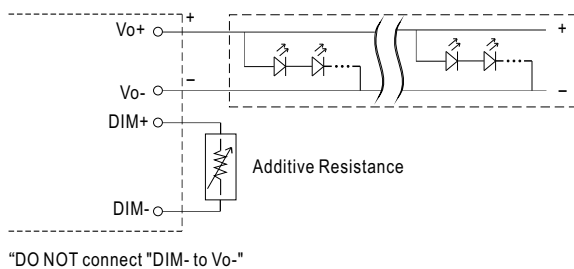 Vo+
+
+
Vo-
−
−
DIM+
Additive Resistance
DIM-
“DO NOT connect "DIM- to Vo-"